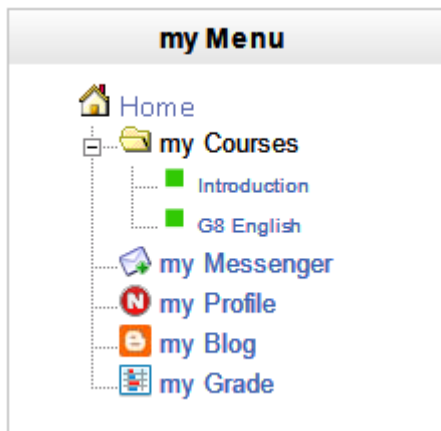 my Menu
Home
my Courses
Introduction
G8 English
my Messenger
N my Profile
my Blog
my Grade